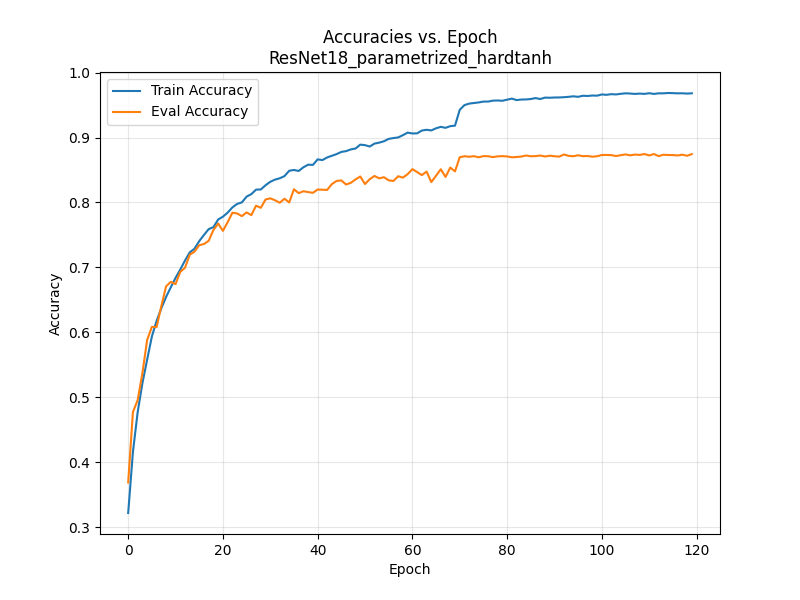 Accuracies vs. Epoch
ResNet18_parametrized_hardtanh
Train Accuracy
Eval Accuracy
1.0
0.9
0.8
0.7
0.6
0.5
0.4
0.3
Accuracy
0 20 40 60 80 100 120
Epoch